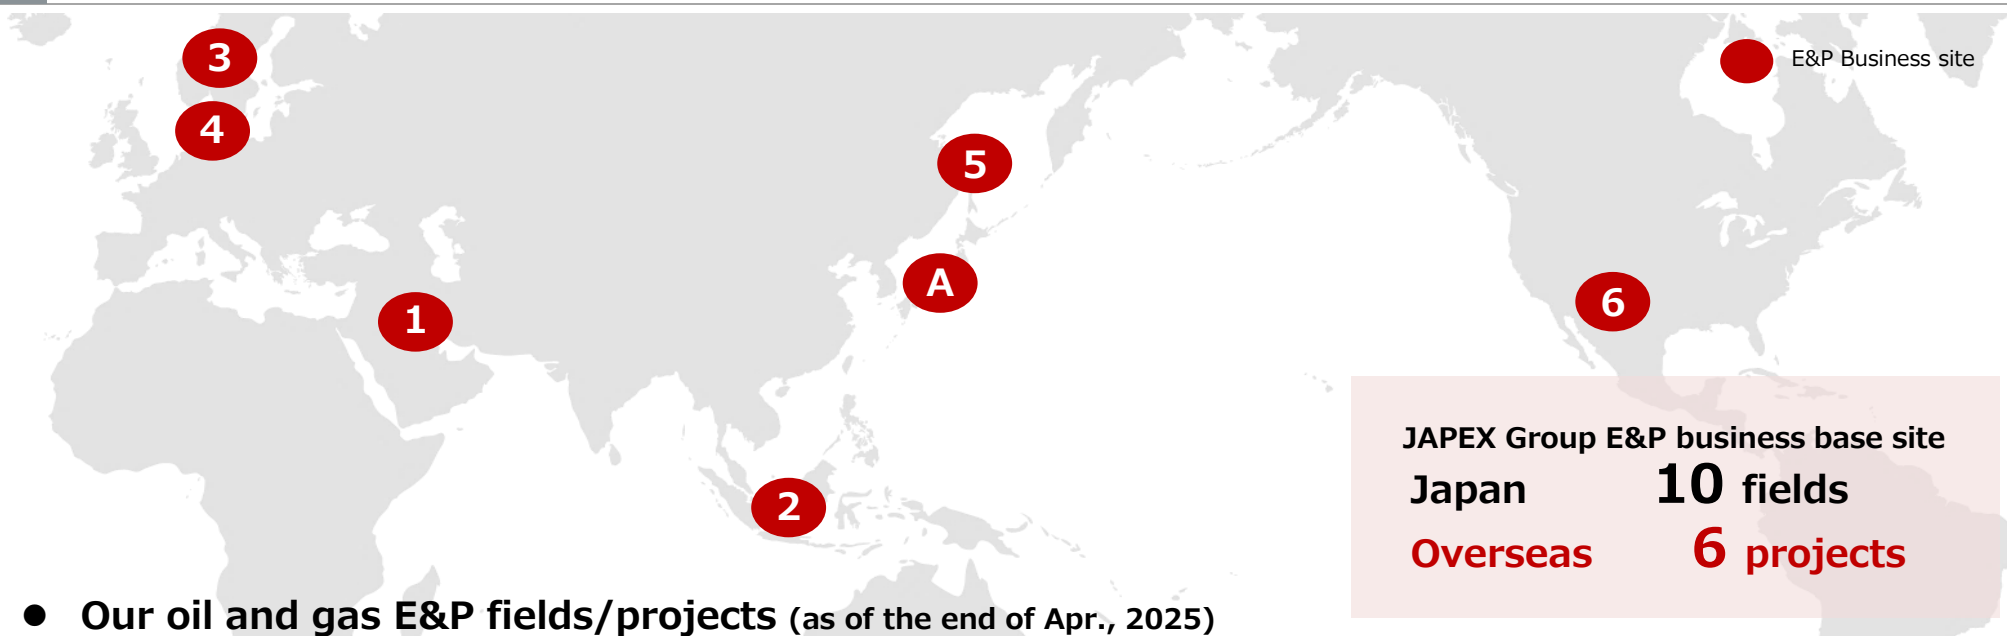 3
E&P Business site
4
5
A
6
1
JAPEX Group E&P business base site
Japan 10 fields
2
Overseas 6 projects
● Our oil and gas E&P fields/projects (as of the end of Apr., 2025)